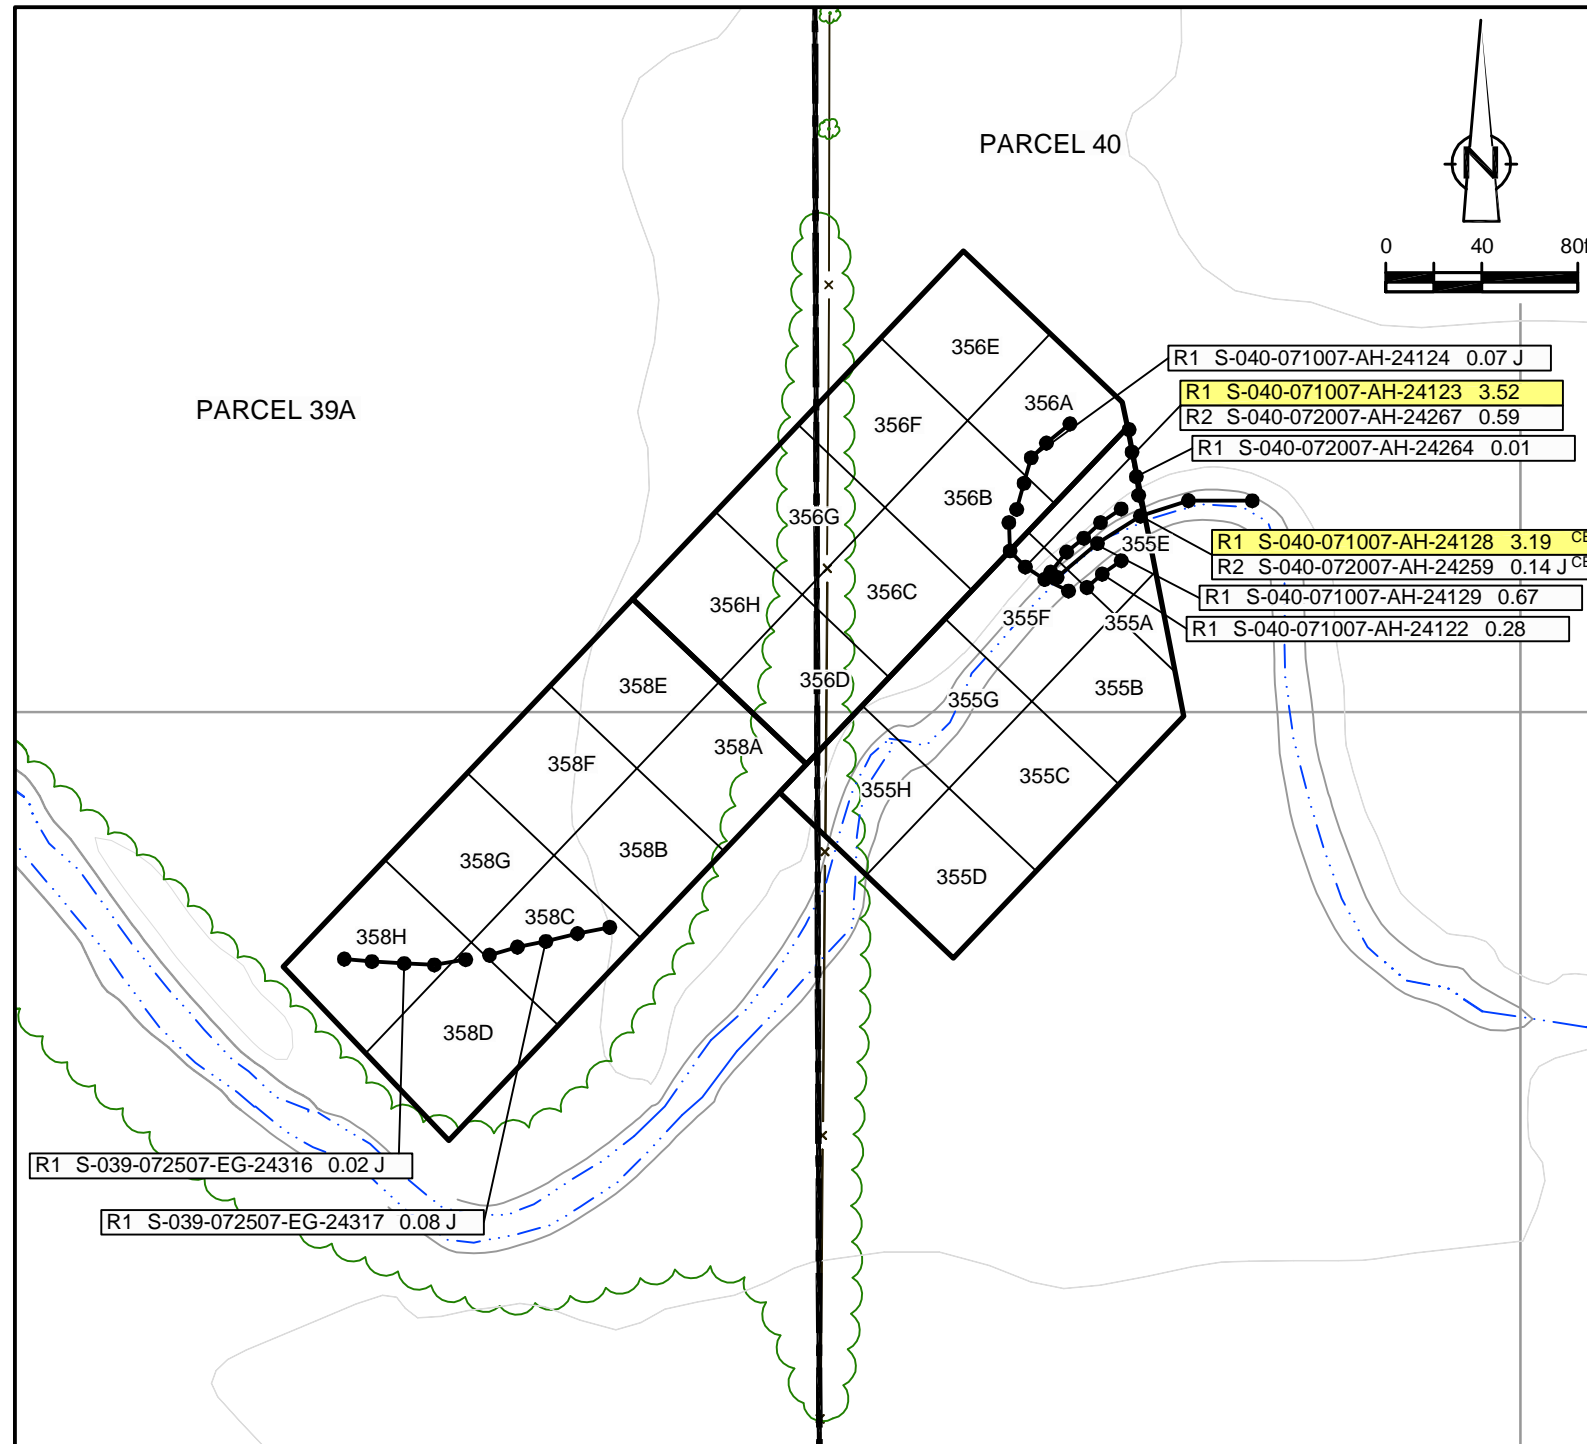 PARCEL 40
N
0 40 80f
PARCEL 39A
356E
R1 S-040-071007-AH-24124 0.07 J
R1 S-040-071007-AH-24123 3.52
R2 S-040-072007-AH-24267 0.59
R1 S-040-072007-AH-24264 0.01
356A
356F
356B
356G
355E
R1 S-040-071007-AH-24128 3.19 CE
R2 S-040-072007-AH-24259 0.14 J CE
R1 S-040-071007-AH-24129 0.67
R1 S-040-071007-AH-24122 0.28
356H
356C
355F
355A
358E
356D
355G
355B
358F
358A
355H
355C
358G
358B
355D
358H
358C
358D
R1 S-039-072507-EG-24316 0.02 J
R1 S-039-072507-EG-24317 0.08 J